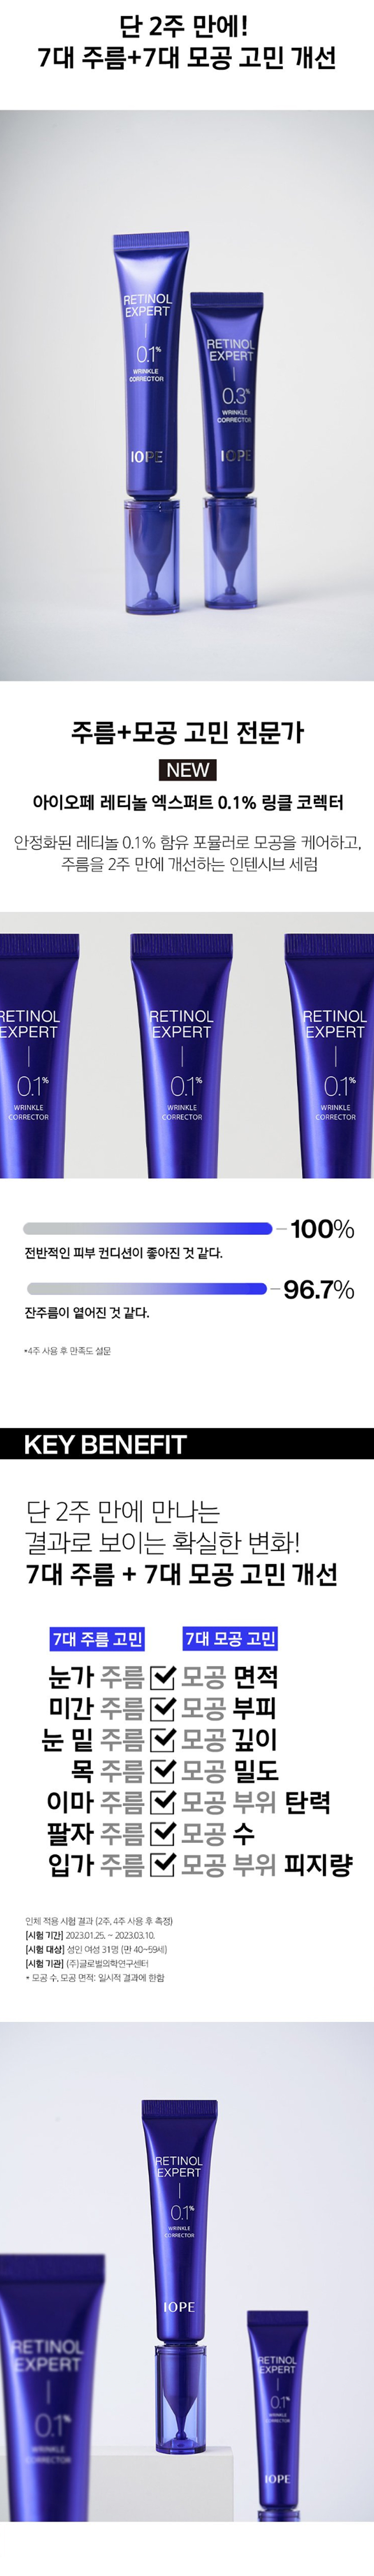 단 2주 만에!
7대 주름+7대 모공 고민 개선
RETINOL
EXPERT
0.1%
WRINKLE
CORRECTOR
IOPE
RETINOL
EXPERT
0.3%
WRINKLE
CORRECTOR
IOPE
주름+모공 고민 전문가
NEW
아이오페 레티놀 엑스퍼트 0.1% 링클 코렉터
안정화된 레티놀 0.1% 함유 포뮬러로 모공을 케어하고,
주름을 2주 만에 개선하는 인텐시브 세럼
RETINOL
EXPERT
0.1%
WRINKLE
CORRECTOR
RETINOL
EXPERT
0.1%
WRINKLE
CORRECTOR
RETINOL
EXPERT
0.1%
WRINKLE
CORRECTOR
100%
전반적인 피부 컨디션이 좋아진 것 같다.
96.7%
잔주름이 옅어진 것 같다.
*4주 사용 후 만족도 설문
KEY BENEFIT
단 2주 만에 만나는
결과로 보이는 확실한 변화!
7대 주름 + 7대 모공 고민 개선
7대 주름 고민 7대 모공 고민
눈가 주름 모공 면적
미간 주름 모공 부피
눈 밑 주름 모공 깊이
목 주름 모공 밀도
이마 주름 모공 부위 탄력
팔자 주름 모공 수
입가 주름 모공 부위 피지량
인체 적용 시험 결과 (2주, 4주 사용 후 측정)
[시험 기간] 2023.01.25. ~ 2023.03.10.
[시험 대상] 성인 여성 31명 (만 40~59세)
[시험 기관] (주)글로벌의학연구센터
* 모공 수, 모공 면적: 일시적 결과에 한함
RETINOL
EXPERT
0.1%
WRINKLE
CORRECTOR
IOPE
RETINOL
EXPERT
0.1%
WRINKLE
CORRECTOR
RETINOL
EXPERT
0.1%
WRINKLE
CORRECTOR
IOPE